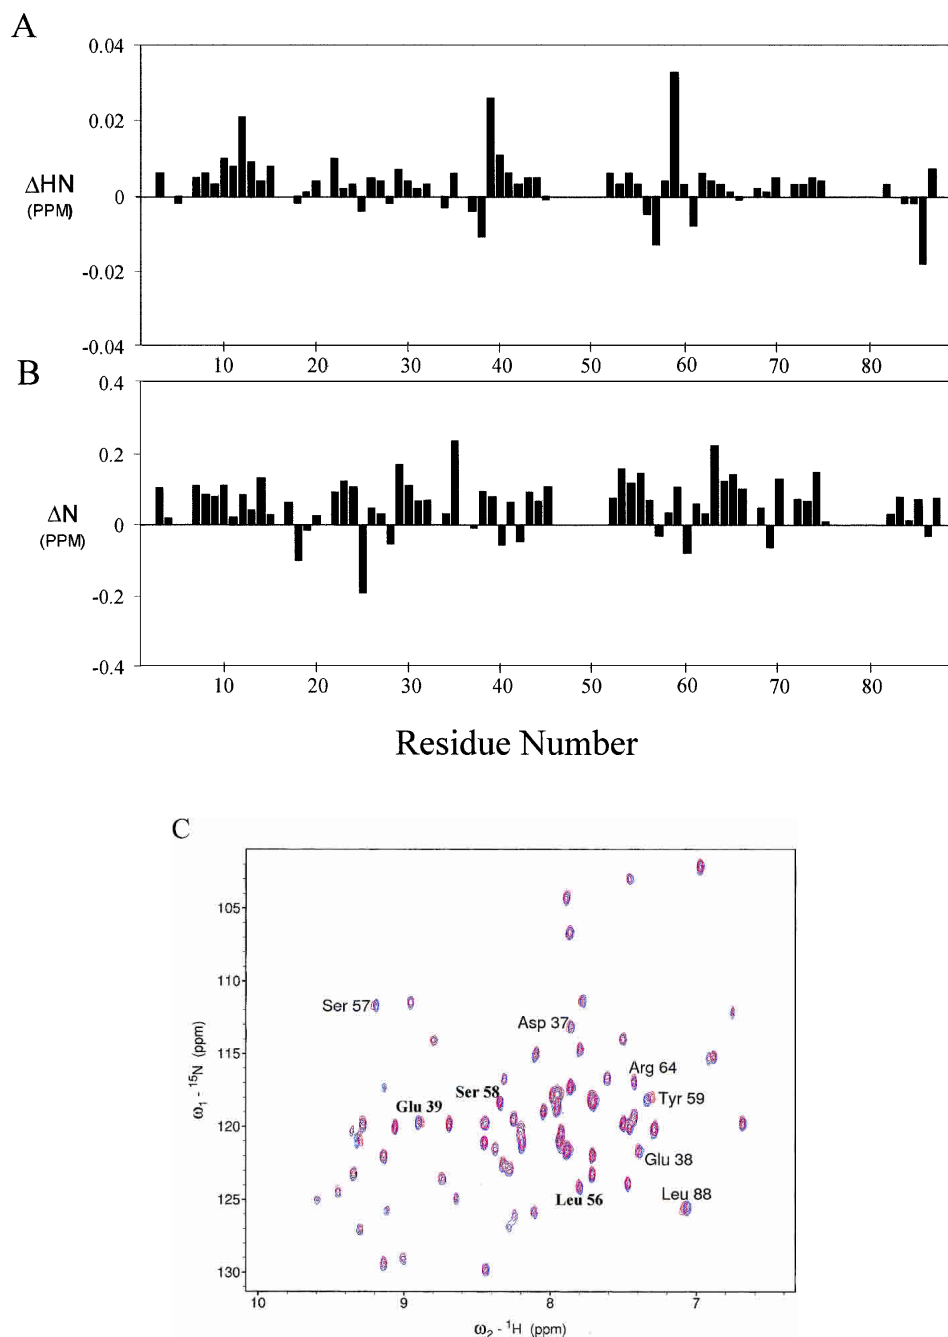 A
0.04
0.02
0
-0.02
-0.04
ΔHN
(PPM)
10 20 30 40 50 60 70 80
B
0.4
0.2
0
-0.2
-0.4
ΔN
(PPM)
10 20 30 40 50 60 70 80
Residue Number
C
105
110
115
120
125
130
ω1 - 15N (ppm)
Ser 57
Asp 37
Arg 64
Ser 58
Tyr 59
Glu 39
Glu 38
Leu 56
Leu 88
10 9 8 7
ω2 - 1H (ppm)